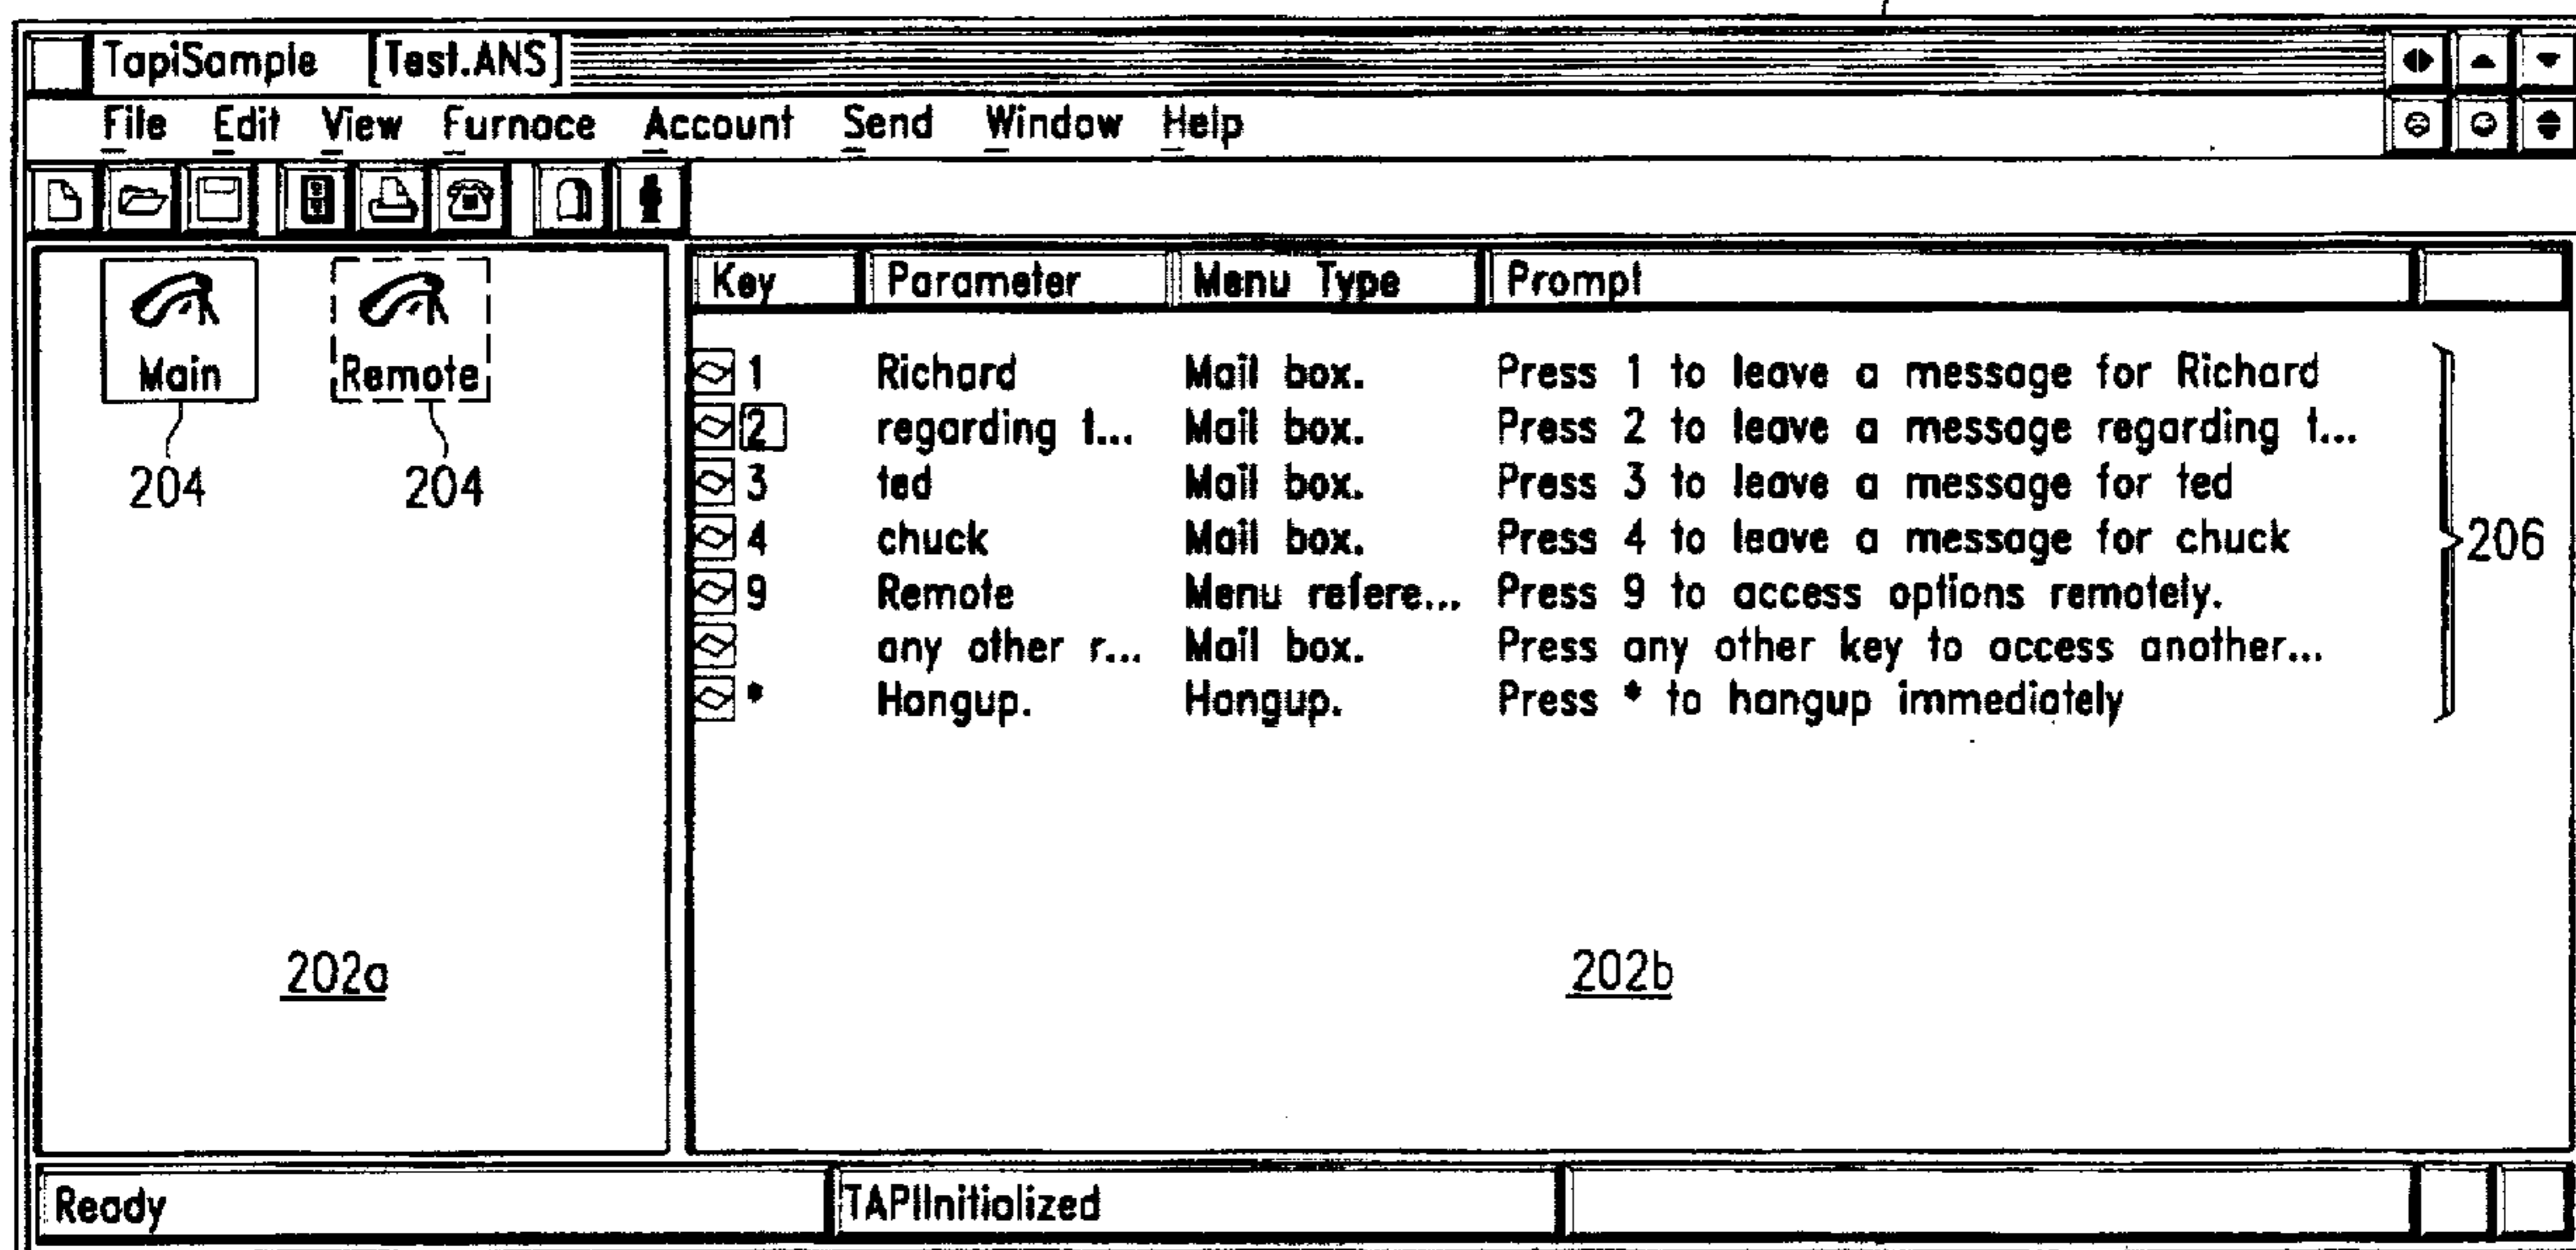 TapiSample [Test.ANS]
File Edit View Furnace Account Send Window Help
Key Parameter Menu Type Prompt
Main Remote
204 204
1 Richard Mail box. Press 1 to leave a message for Richard
2 regarding t... Mail box. Press 2 to leave a message regarding t...
3 ted Mail box. Press 3 to leave a message for ted
4 chuck Mail box. Press 4 to leave a message for chuck
9 Remote Menu refere... Press 9 to access options remotely.
any other r... Mail box. Press any other key to access another...
* Hangup. Hangup. Press * to hangup immediately
206
202a 202b
Ready TAPIInitialized